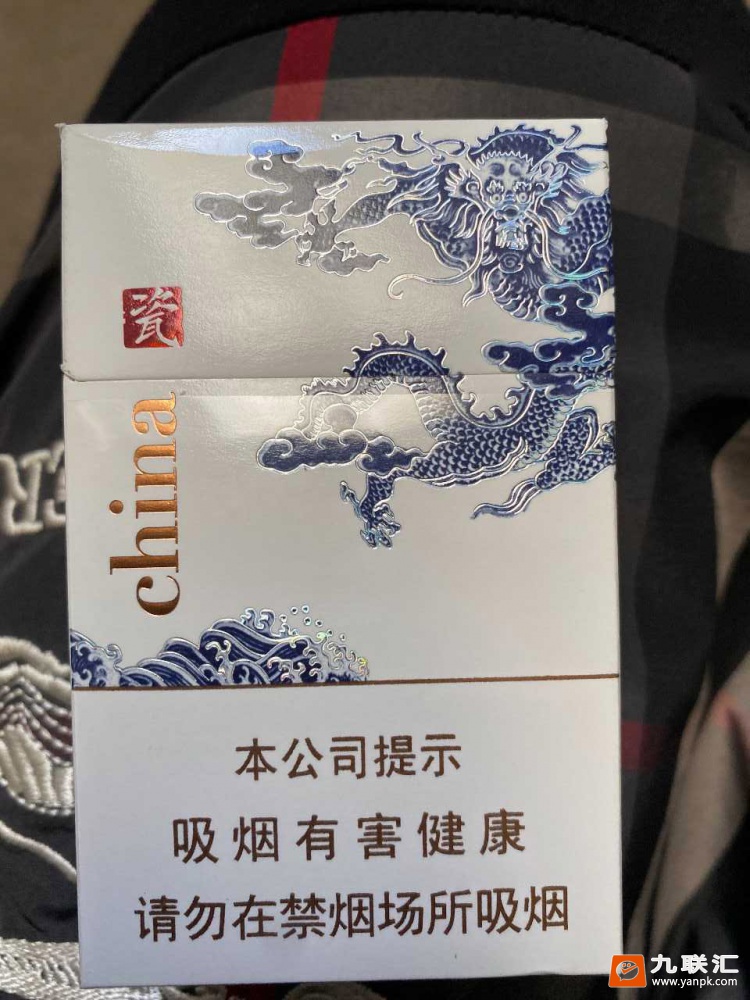 瓷
china
本公司提示
吸烟有害健康
请勿在禁烟场所吸烟
ER
九联汇
www.yanpk.com